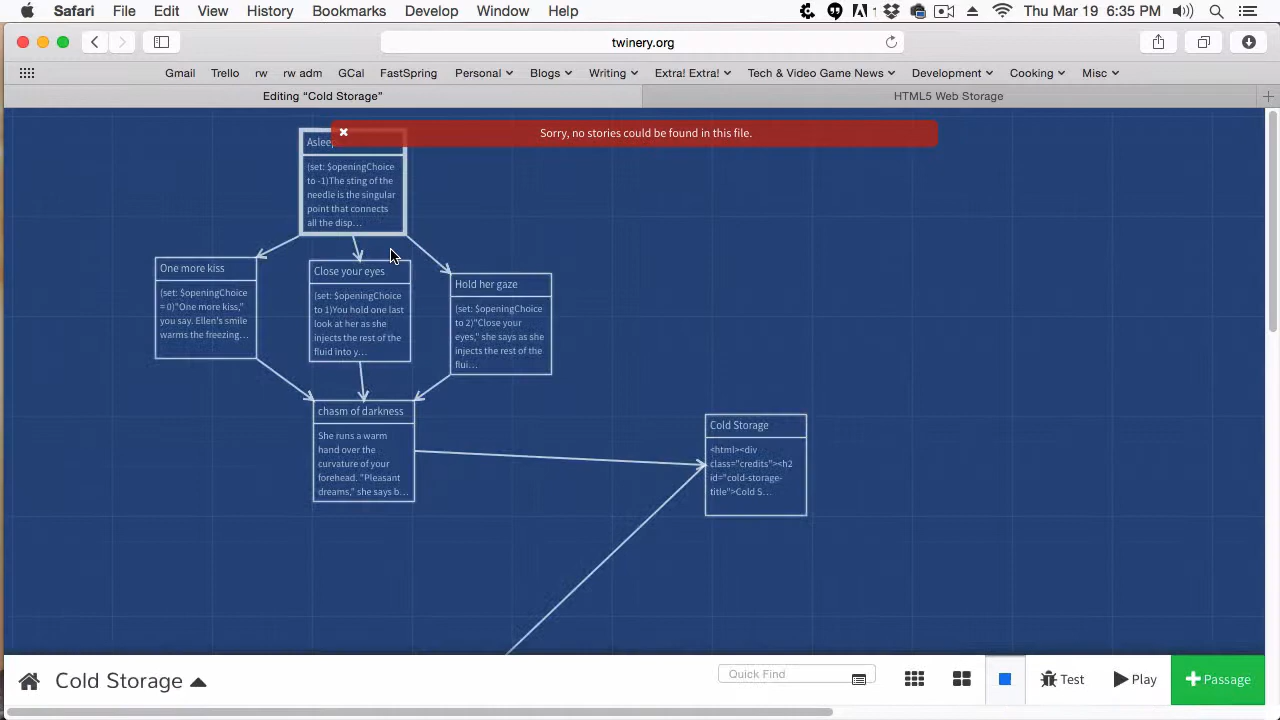 Safari File Edit View History Bookmarks Develop Window Help Thu Mar 19 6:35 PM
twinery.org
Gmail Trello rw rw adm GCal FastSpring Personal Blogs Writing Extra! Extra! Tech & Video Game News Development Cooking Misc
Editing “Cold Storage” HTML5 Web Storage
Sorry, no stories could be found in this file.
(set: $openingChoice
to -1)The sting of the
needle is the singular
point that connects
all the disp...
One more kiss
(set: $openingChoice
= 0)"One more kiss,"
you say. Ellen's smile
warms the freezing...
Close your eyes
(set: $openingChoice
to 1)You hold one last
look at her as she
injects the rest of the
fluid into y...
Hold her gaze
(set: $openingChoice
to 2)"Close your
eyes," she says as she
injects the rest of the
flui...
chasm of darkness
She runs a warm
hand over the
curvature of your
forehead. "Pleasant
dreams," she says b...
Cold Storage
<html><div
class="credits"><h2
id="cold-storage-
title">Cold S...
Cold Storage
Quick Find
Test
Play
+Passage